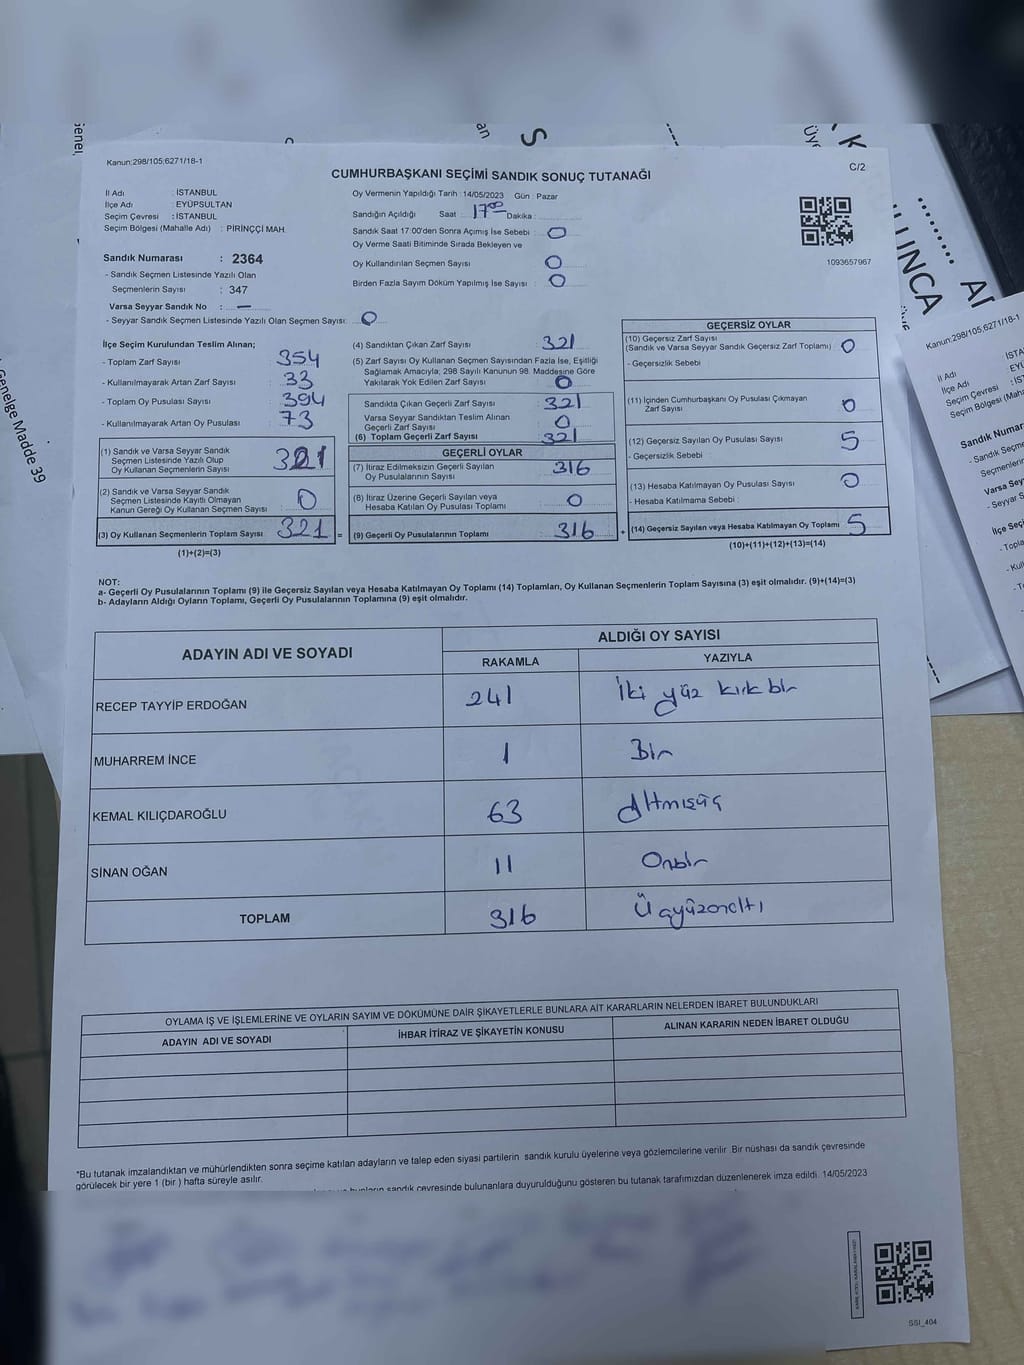 Kanun:298/105;6271/18-1
C/2
CUMHURBAŞKANI SEÇİMİ SANDIK SONUÇ TUTANAĞI
İl Adı : İSTANBUL
İlçe Adı : EYÜPSULTAN
Seçim Çevresi : İSTANBUL
Seçim Bölgesi (Mahalle Adı) : PİRİNÇÇİ MAH.
Sandık Numarası : 2364
- Sandık Seçmen Listesinde Yazılı Olan
Seçmenlerin Sayısı : 347
Varsa Seyyar Sandık No : —
- Seyyar Sandık Seçmen Listesinde Yazılı Olan Seçmen Sayısı: 0
Oy Vermenin Yapıldığı Tarih : 14/05/2023 Gün : Pazar
Sandığın Açıldığı Saat 17 00 Dakika :
Sandık Saat 17:00'den Sonra Açımış İse Sebebi : 0
Oy Verme Saati Bitiminde Sırada Bekleyen ve
Oy Kullandırılan Seçmen Sayısı 0
Birden Fazla Sayım Döküm Yapılmış İse Sayısı : 0
1093657967
İlçe Seçim Kurulundan Teslim Alınan;
- Toplam Zarf Sayısı : 354
- Kullanılmayarak Artan Zarf Sayısı : 33
- Toplam Oy Pusulası Sayısı : 394
- Kullanılmayarak Artan Oy Pusulası : 73
(1) Sandık ve Varsa Seyyar Sandık
Seçmen Listesinde Yazılı Olup
Oy Kullanan Seçmenlerin Sayısı : 321
(2) Sandık ve Varsa Seyyar Sandık
Seçmen Listesinde Kayıtlı Olmayan
Kanun Gereği Oy Kullanan Seçmen Sayısı : 0
(3) Oy Kullanan Seçmenlerin Toplam Sayısı : 321 =
(1)+(2)=(3)
(4) Sandıktan Çıkan Zarf Sayısı : 321
(5) Zarf Sayısı Oy Kullanan Seçmen Sayısından Fazla İse, Eşitliği
Sağlamak Amacıyla, 298 Sayılı Kanunun 98. Maddesine Göre
Yakılarak Yok Edilen Zarf Sayısı : 0
Sandıkta Çıkan Geçerli Zarf Sayısı : 321
Varsa Seyyar Sandıktan Teslim Alınan
Geçerli Zarf Sayısı : 0
(6) Toplam Geçerli Zarf Sayısı : 321
GEÇERLİ OYLAR
(7) İtiraz Edilmeksizin Geçerli Sayılan
Oy Pusulalarının Sayısı : 316
(8) İtiraz Üzerine Geçerli Sayılan veya
Hesaba Katılan Oy Pusulası Toplamı : 0
(9) Geçerli Oy Pusulalarının Toplamı : 316 +
GEÇERSİZ OYLAR
(10) Geçersiz Zarf Sayısı
(Sandık ve Varsa Seyyar Sandık Geçersiz Zarf Toplamı) : 0
- Geçersizlik Sebebi :
(11) İçinden Cumhurbaşkanı Oy Pusulası Çıkmayan
Zarf Sayısı : 0
(12) Geçersiz Sayılan Oy Pusulası Sayısı : 5
- Geçersizlik Sebebi :
(13) Hesaba Katılmayan Oy Pusulası Sayısı : 0
- Hesaba Katılmama Sebebi :
(14) Geçersiz Sayılan veya Hesaba Katılmayan Oy Toplamı : 5
(10)+(11)+(12)+(13)=(14)
NOT:
a- Geçerli Oy Pusulalarının Toplamı (9) ile Geçersiz Sayılan veya Hesaba Katılmayan Oy Toplamı (14) Toplamları, Oy Kullanan Seçmenlerin Toplam Sayısına (3) eşit olmalıdır. (9)+(14)=(3)
b- Adayların Aldığı Oyların Toplamı, Geçerli Oy Pusulalarının Toplamına (9) eşit olmalıdır.
ADAYIN ADI VE SOYADI
ALDIĞI OY SAYISI
RAKAMLA YAZIYLA
RECEP TAYYİP ERDOĞAN 241 İki yüz kırk bir
MUHARREM İNCE 1 Bir
KEMAL KILIÇDAROĞLU 63 Altmışüç
SİNAN OĞAN 11 Onbir
TOPLAM 316 Üçyüzonaltı
OYLAMA İŞ VE İŞLEMLERİNE VE OYLARIN SAYIM VE DÖKÜMÜNE DAİR ŞİKAYETLERLE BUNLARA AİT KARARLARIN NELERDEN İBARET BULUNDUKLARI
ADAYIN ADI VE SOYADI İHBAR İTİRAZ VE ŞİKAYETİN KONUSU ALINAN KARARIN NEDEN İBARET OLDUĞU
*Bu tutanak imzalandıktan ve mühürlendikten sonra seçime katılan adayların ve talep eden siyasi partilerin sandık kurulu üyelerine veya gözlemcilerine verilir. Bir nüshası da sandık çevresinde
görülecek bir yere 1 (bir ) hafta süreyle asılır.
sandık çevresinde bulunanlara duyurulduğunu gösteren bu tutanak tarafımızdan düzenlenerek imza edildi. 14/05/2023
SSI_404
Genelge Madde 39
Kanun:298/105;6271/18-1
İl Adı
İlçe Adı
Seçim Çevresi
Seçim Bölgesi (Mah